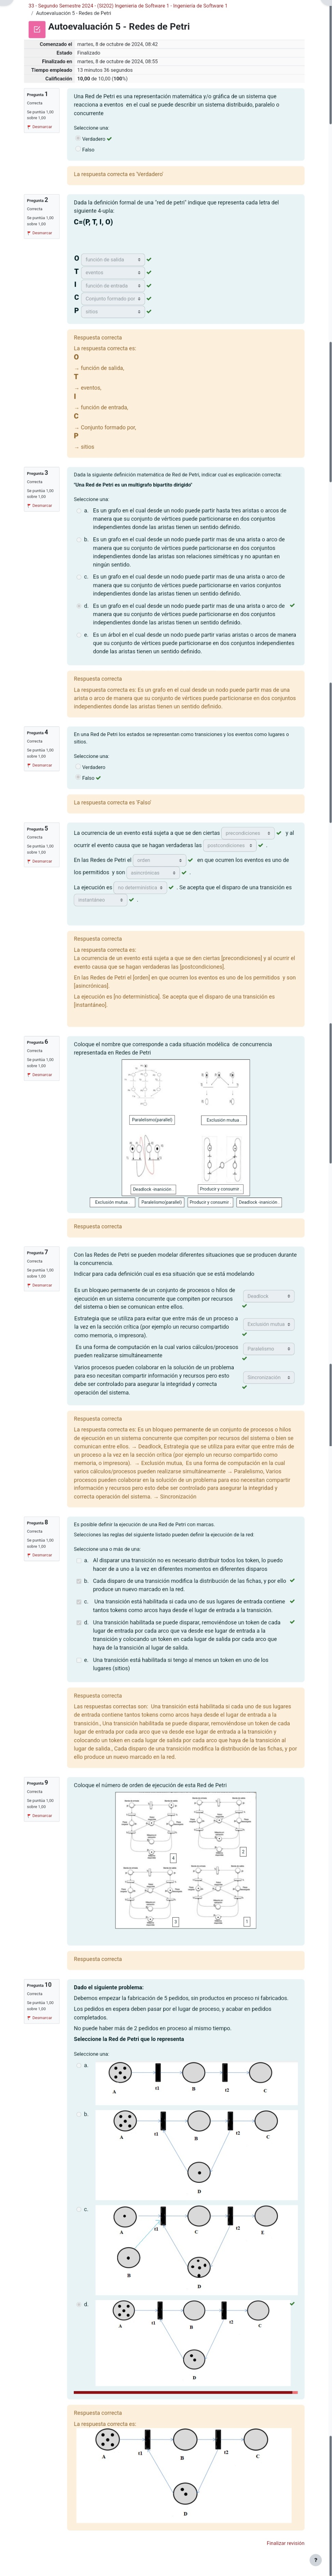 33 - Segundo Semestre 2024 - (SI202) Ingeniería de Software 1 - Ingeniería de Software 1
/ Autoevaluación 5 - Redes de Petri
Autoevaluación 5 - Redes de Petri
Comenzado el martes, 8 de octubre de 2024, 08:42
Estado Finalizado
Finalizado en martes, 8 de octubre de 2024, 08:55
Tiempo empleado 13 minutos 36 segundos
Calificación 10,00 de 10,00 (100%)
Pregunta 1
Correcta
Se puntúa 1,00 sobre 1,00
Desmarcar
Una Red de Petri es una representación matemática y/o gráfica de un sistema que
reacciona a eventos en el cual se puede describir un sistema distribuido, paralelo o
concurrente
Seleccione una:
Verdadero
Falso
La respuesta correcta es 'Verdadero'
Pregunta 2
Correcta
Se puntúa 1,00 sobre 1,00
Desmarcar
Dada la definición formal de una "red de petri" indique que representa cada letra del
siguiente 4-upla:
C=(P, T, I, O)
O función de salida
T eventos
I función de entrada
C Conjunto formado por
P sitios
Respuesta correcta
La respuesta correcta es:
O
→ función de salida,
T
→ eventos,
I
→ función de entrada,
C
→ Conjunto formado por,
P
→ sitios
Pregunta 3
Correcta
Se puntúa 1,00 sobre 1,00
Desmarcar
Dada la siguiente definición matemática de Red de Petri, indicar cual es explicación correcta:
"Una Red de Petri es un multigrafo bipartito dirigido"
Seleccione una:
a. Es un grafo en el cual desde un nodo puede partir hasta tres aristas o arcos de
manera que su conjunto de vértices puede particionarse en dos conjuntos
independientes donde las aristas tienen un sentido definido.
b. Es un grafo en el cual desde un nodo puede partir mas de una arista o arco de
manera que su conjunto de vértices puede particionarse en dos conjuntos
independientes donde las aristas son relaciones simétricas y no apuntan en
ningún sentido.
c. Es un grafo en el cual desde un nodo puede partir mas de una arista o arco de
manera que su conjunto de vértices puede particionarse en varios conjuntos
independientes donde las aristas tienen un sentido definido.
d. Es un grafo en el cual desde un nodo puede partir mas de una arista o arco de
manera que su conjunto de vértices puede particionarse en dos conjuntos
independientes donde las aristas tienen un sentido definido.
e. Es un árbol en el cual desde un nodo puede partir varias aristas o arcos de manera
que su conjunto de vértices puede particionarse en dos conjuntos independientes
donde las aristas tienen un sentido definido.
Respuesta correcta
La respuesta correcta es: Es un grafo en el cual desde un nodo puede partir mas de una
arista o arco de manera que su conjunto de vértices puede particionarse en dos conjuntos
independientes donde las aristas tienen un sentido definido.
Pregunta 4
Correcta
Se puntúa 1,00 sobre 1,00
Desmarcar
En una Red de Petri los estados se representan como transiciones y los eventos como lugares o
sitios.
Seleccione una:
Verdadero
Falso
La respuesta correcta es 'Falso'
Pregunta 5
Correcta
Se puntúa 1,00 sobre 1,00
Desmarcar
La ocurrencia de un evento está sujeta a que se den ciertas precondiciones y al
ocurrir el evento causa que se hagan verdaderas las postcondiciones .
En las Redes de Petri el orden en que ocurren los eventos es uno de
los permitidos y son asincrónicas .
La ejecución es no determinística . Se acepta que el disparo de una transición es
instantáneo .
Respuesta correcta
La respuesta correcta es:
La ocurrencia de un evento está sujeta a que se den ciertas [precondiciones] y al ocurrir el
evento causa que se hagan verdaderas las [postcondiciones].
En las Redes de Petri el [orden] en que ocurren los eventos es uno de los permitidos y son
[asincrónicas].
La ejecución es [no determinística]. Se acepta que el disparo de una transición es
[instantáneo].
Pregunta 6
Correcta
Se puntúa 1,00 sobre 1,00
Desmarcar
Coloque el nombre que corresponde a cada situación modélica de concurrencia
representada en Redes de Petri
Paralelismo(parallel) Exclusión mutua .
Deadlock -inanición . Produce y consumir .
Exclusión mutua. . Paralelismo(parallel) Produce y consumir . Deadlock -inanición .
Respuesta correcta
Pregunta 7
Correcta
Se puntúa 1,00 sobre 1,00
Desmarcar
Con las Redes de Petri se pueden modelar diferentes situaciones que se producen durante
la concurrencia.
Indicar para cada definición cual es esa situación que se está modelando
Es un bloqueo permanente de un conjunto de procesos o hilos de
ejecución en un sistema concurrente que compiten por recursos
del sistema o bien se comunican entre ellos.
Deadlock
Estrategia que se utiliza para evitar que entre más de un proceso a
la vez en la sección crítica (por ejemplo un recurso compartido
como memoria, o impresora).
Exclusión mutua
Es una forma de computación en la cual varios cálculos/procesos
pueden realizarse simultáneamente
Paralelismo
Varios procesos pueden colaborar en la solución de un problema
para eso necesitan compartir información y recursos pero esto
debe ser controlado para asegurar la integridad y correcta
operación del sistema.
Sincronización
Respuesta correcta
La respuesta correcta es: Es un bloqueo permanente de un conjunto de procesos o hilos
de ejecución en un sistema concurrente que compiten por recursos del sistema o bien se
comunican entre ellos. → Deadlock, Estrategia que se utiliza para evitar que entre más de
un proceso a la vez en la sección crítica (por ejemplo un recurso compartido como
memoria, o impresora). → Exclusión mutua, Es una forma de computación en la cual
varios cálculos/procesos pueden realizarse simultáneamente → Paralelismo, Varios
procesos pueden colaborar en la solución de un problema para eso necesitan compartir
información y recursos pero esto debe ser controlado para asegurar la integridad y
correcta operación del sistema. → Sincronización
Pregunta 8
Correcta
Se puntúa 1,00 sobre 1,00
Desmarcar
Es posible definir la ejecución de una Red de Petri con marcas.
Selecciones las reglas del siguiente listado pueden definir la ejecución de la red:
Seleccione una o más de una:
a. Al disparar una transición no es necesario distribuir todos los token, lo puedo
hacer de a uno a la vez en diferentes momentos en diferentes disparos
b. Cada disparo de una transición modifica la distribución de las fichas, y por ello
produce un nuevo marcado en la red.
c. Una transición está habilitada si cada uno de sus lugares de entrada contiene
tantos tokens como arcos haya desde el lugar de entrada a la transición.
d. Una transición habilitada se puede disparar, removiéndose un token de cada
lugar de entrada por cada arco que va desde ese lugar de entrada a la
transición y colocando un token en cada lugar de salida por cada arco que
haya de la transición al lugar de salida.
e. Una transición está habilitada si tengo al menos un token en uno de los
lugares (sitios)
Respuesta correcta
Las respuestas correctas son: Una transición está habilitada si cada uno de sus lugares
de entrada contiene tantos tokens como arcos haya desde el lugar de entrada a la
transición., Una transición habilitada se puede disparar, removiéndose un token de cada
lugar de entrada por cada arco que va desde ese lugar de entrada a la transición y
colocando un token en cada lugar de salida por cada arco que haya de la transición al
lugar de salida., Cada disparo de una transición modifica la distribución de las fichas, y por
ello produce un nuevo marcado en la red.
Pregunta 9
Correcta
Se puntúa 1,00 sobre 1,00
Desmarcar
Coloque el número de orden de ejecución de esta Red de Petri
4 2
3 1
Respuesta correcta
Pregunta 10
Correcta
Se puntúa 1,00 sobre 1,00
Desmarcar
Dado el siguiente problema:
Debemos empezar la fabricación de 5 pedidos, sin productos en proceso ni fabricados.
Los pedidos en espera deben pasar por el lugar de proceso, y acabar en pedidos
completados.
No puede haber más de 2 pedidos en proceso al mismo tiempo.
Seleccione la Red de Petri que lo representa
Seleccione una:
a.
A t1 B t2 C
b.
A t1 B t2 C
D
c.
A t1 C t2 E
B
D
d.
A t1 B t2 C
D
Respuesta correcta
La respuesta correcta es:
A t1 B t2 C
D
Finalizar revisión
?